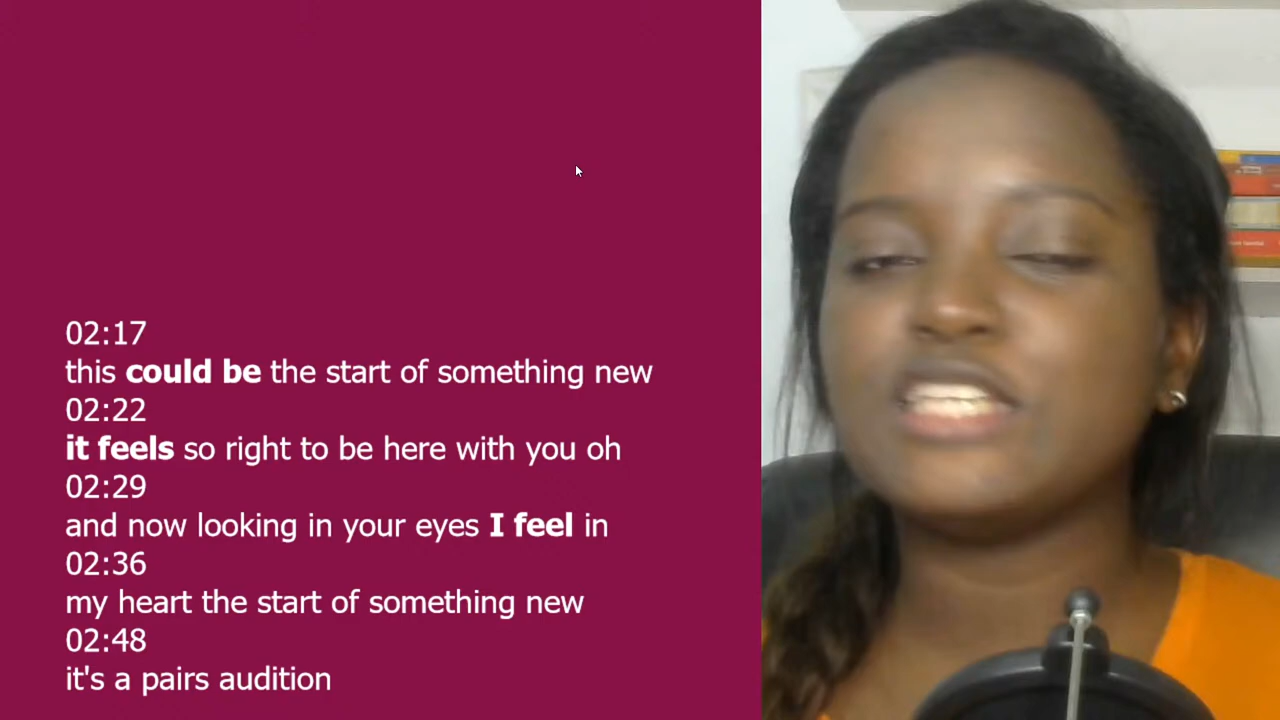 02:17
this could be the start of something new
02:22
it feels so right to be here with you oh
02:29
and now looking in your eyes I feel in
02:36
my heart the start of something new
02:48
it's a pairs audition